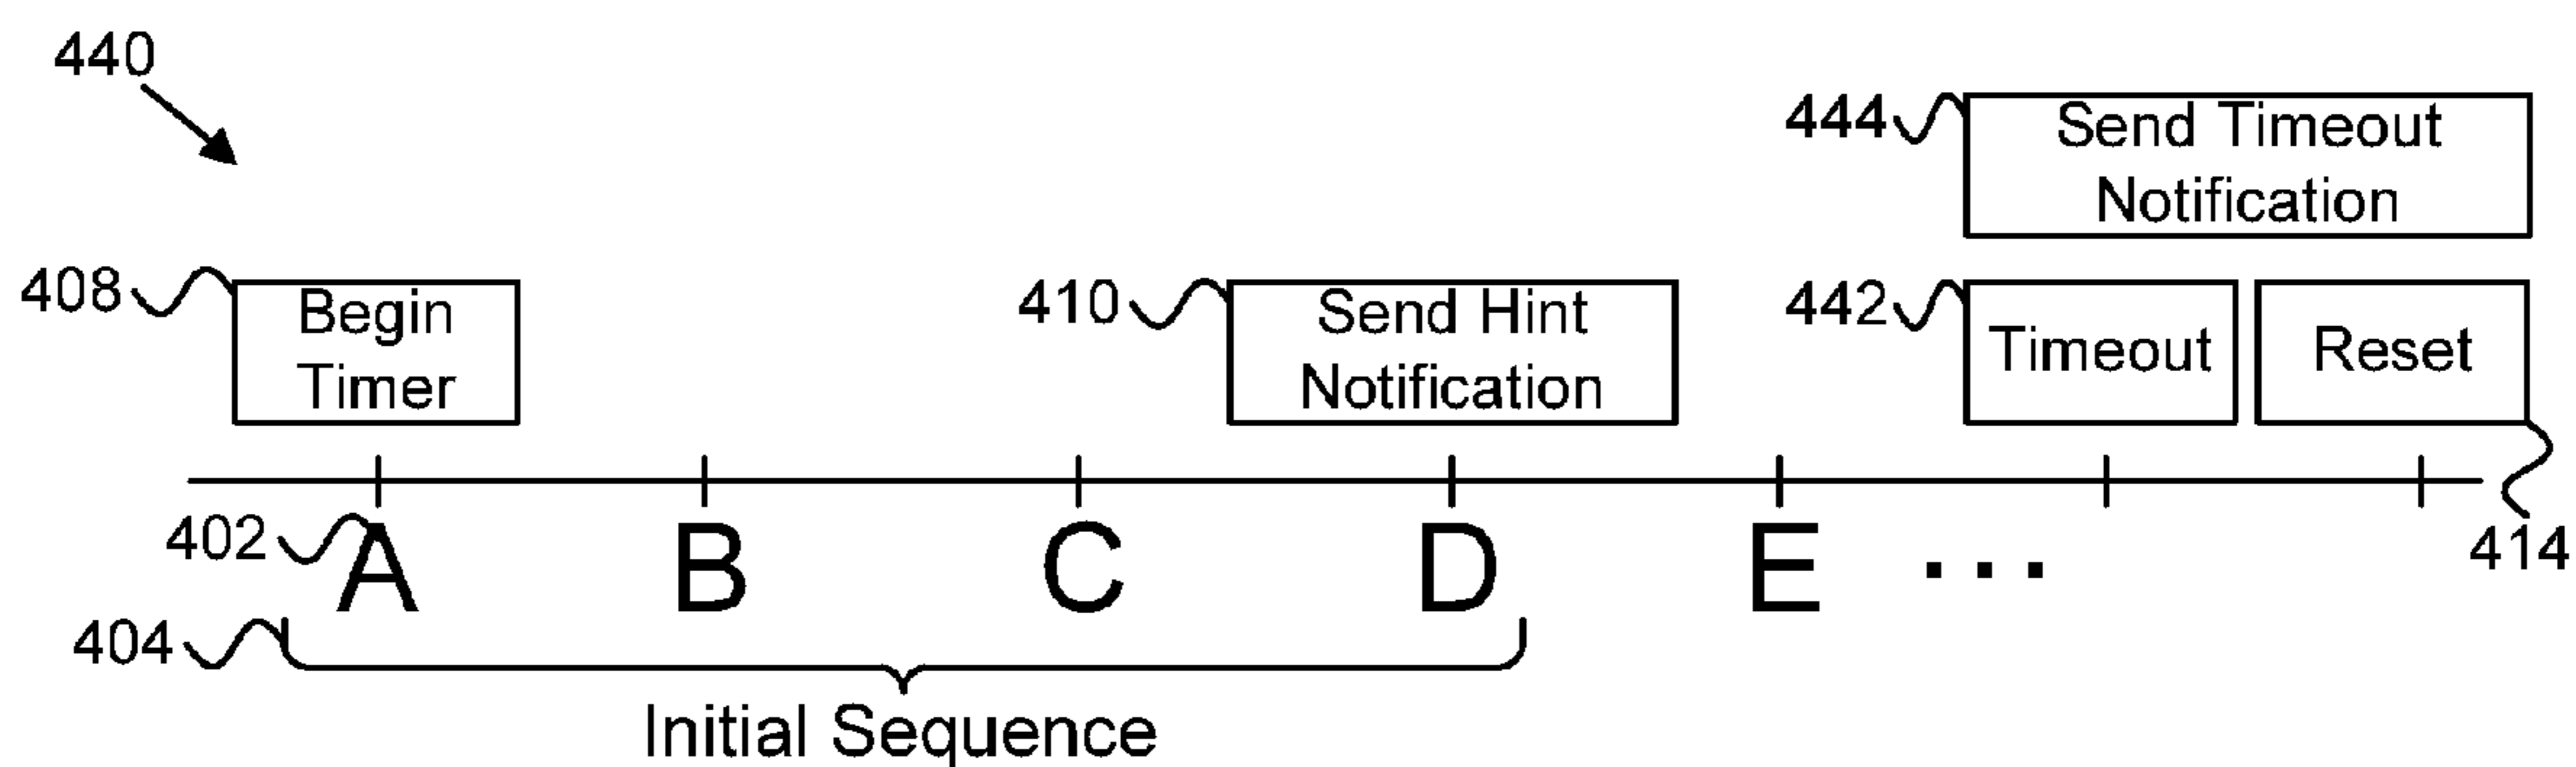 440
444
Send Timeout
Notification
408
Begin
Timer
410
Send Hint
Notification
442
Timeout
Reset
402
A
B
C
D
E
...
414
404
Initial Sequence